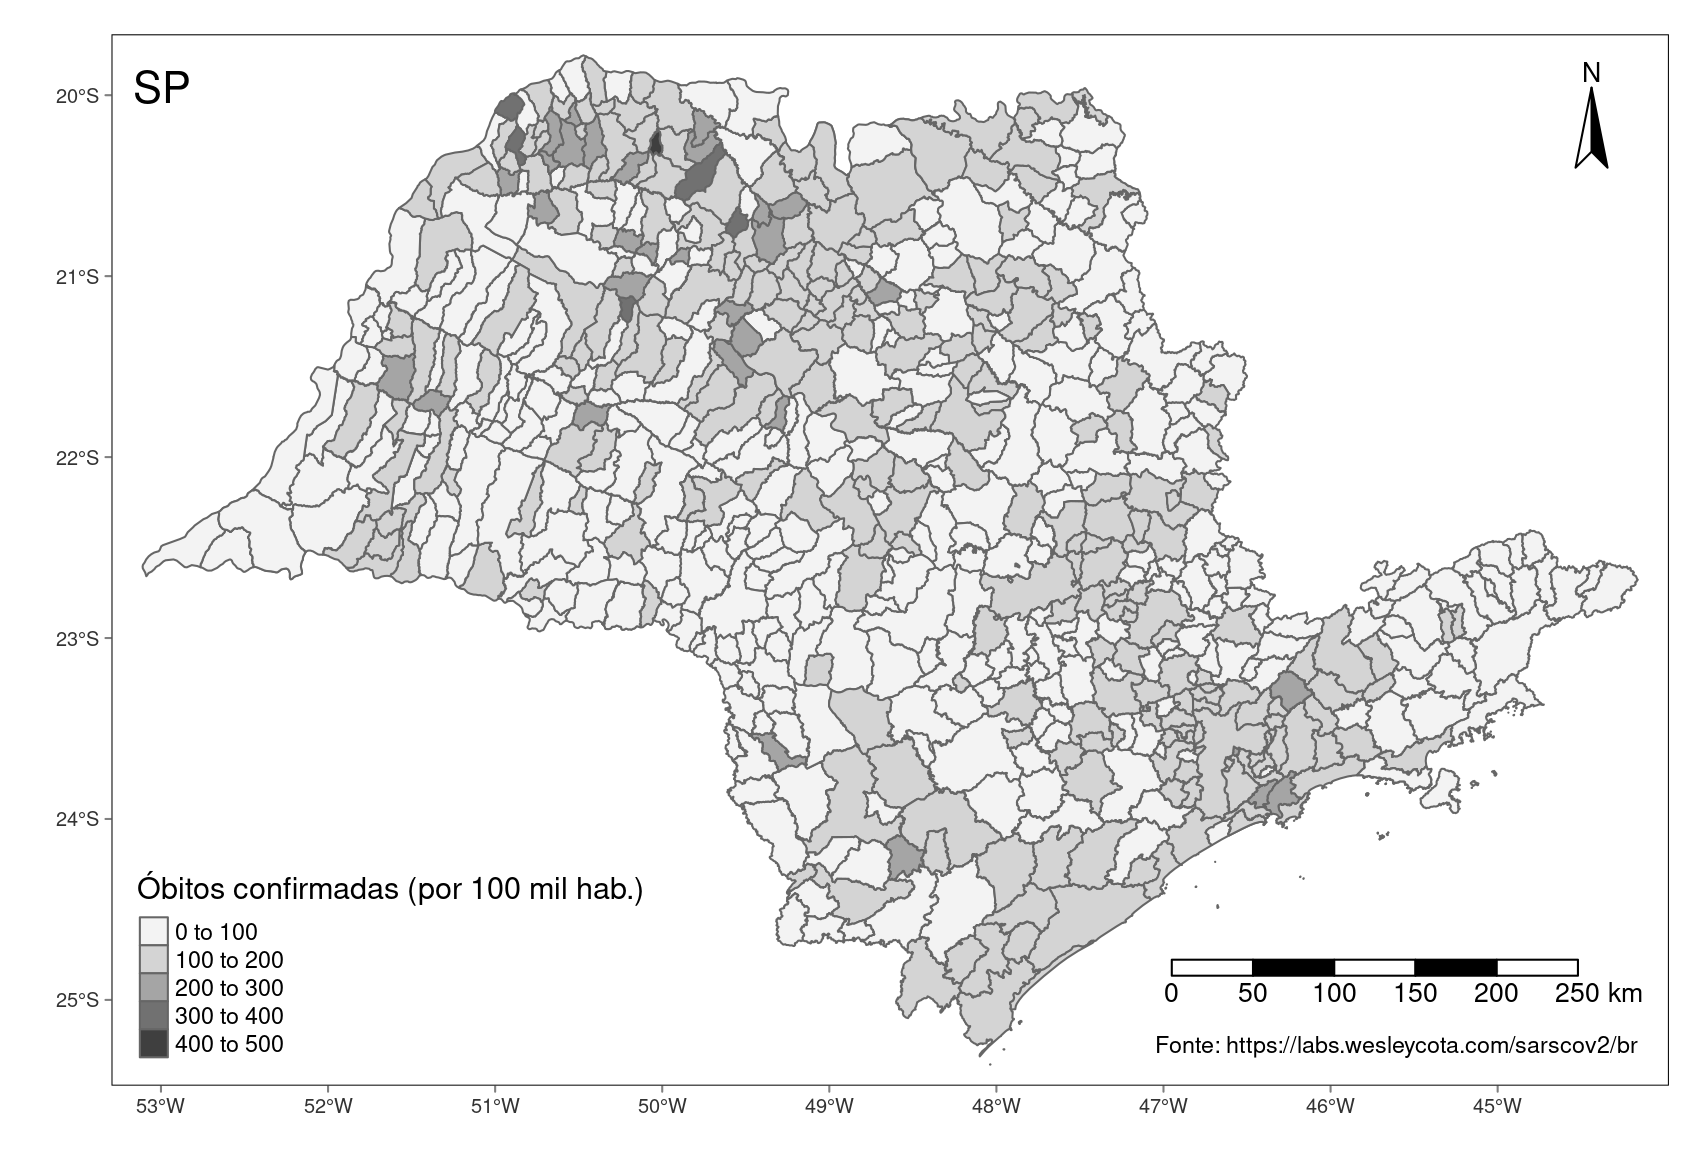 SP
N
20°S
21°S
22°S
23°S
24°S
25°S
Óbitos confirmadas (por 100 mil hab.)
0 to 100
100 to 200
200 to 300
300 to 400
400 to 500
0 50 100 150 200 250 km
Fonte: https://labs.wesleycota.com/sarscov2/br
53°W 52°W 51°W 50°W 49°W 48°W 47°W 46°W 45°W